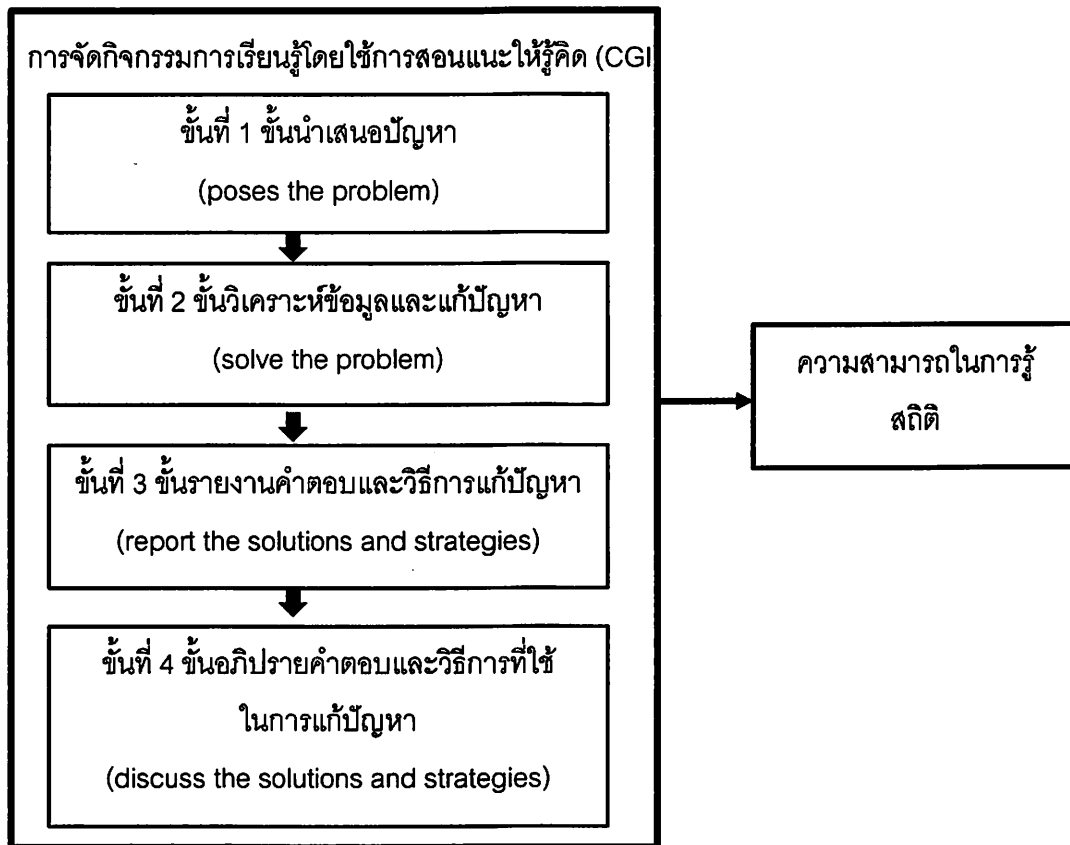 การจัดกิจกรรมการเรียนรู้โดยใช้การสอนแนะให้รู้คิด (CGI
ขั้นที่ 1 ขั้นนำเสนอปัญหา
(poses the problem)
ขั้นที่ 2 ขั้นวิเคราะห์ข้อมูลและแก้ปัญหา
(solve the problem)
ขั้นที่ 3 ขั้นรายงานคำตอบและวิธีการแก้ปัญหา
(report the solutions and strategies)
ขั้นที่ 4 ขั้นอภิปรายคำตอบและวิธีการที่ใช้
ในการแก้ปัญหา
(discuss the solutions and strategies)
ความสามารถในการรู้
สถิติ